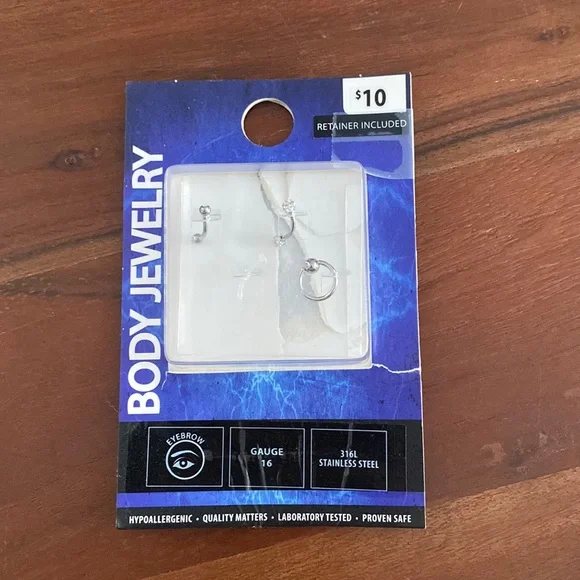 $10
RETAINER INCLUDED
BODY JEWELRY
EYEBROW
GAUGE
16
316L
STAINLESS STEEL
HYPOALLERGENIC • QUALITY MATTERS • LABORATORY TESTED • PROVEN SAFE